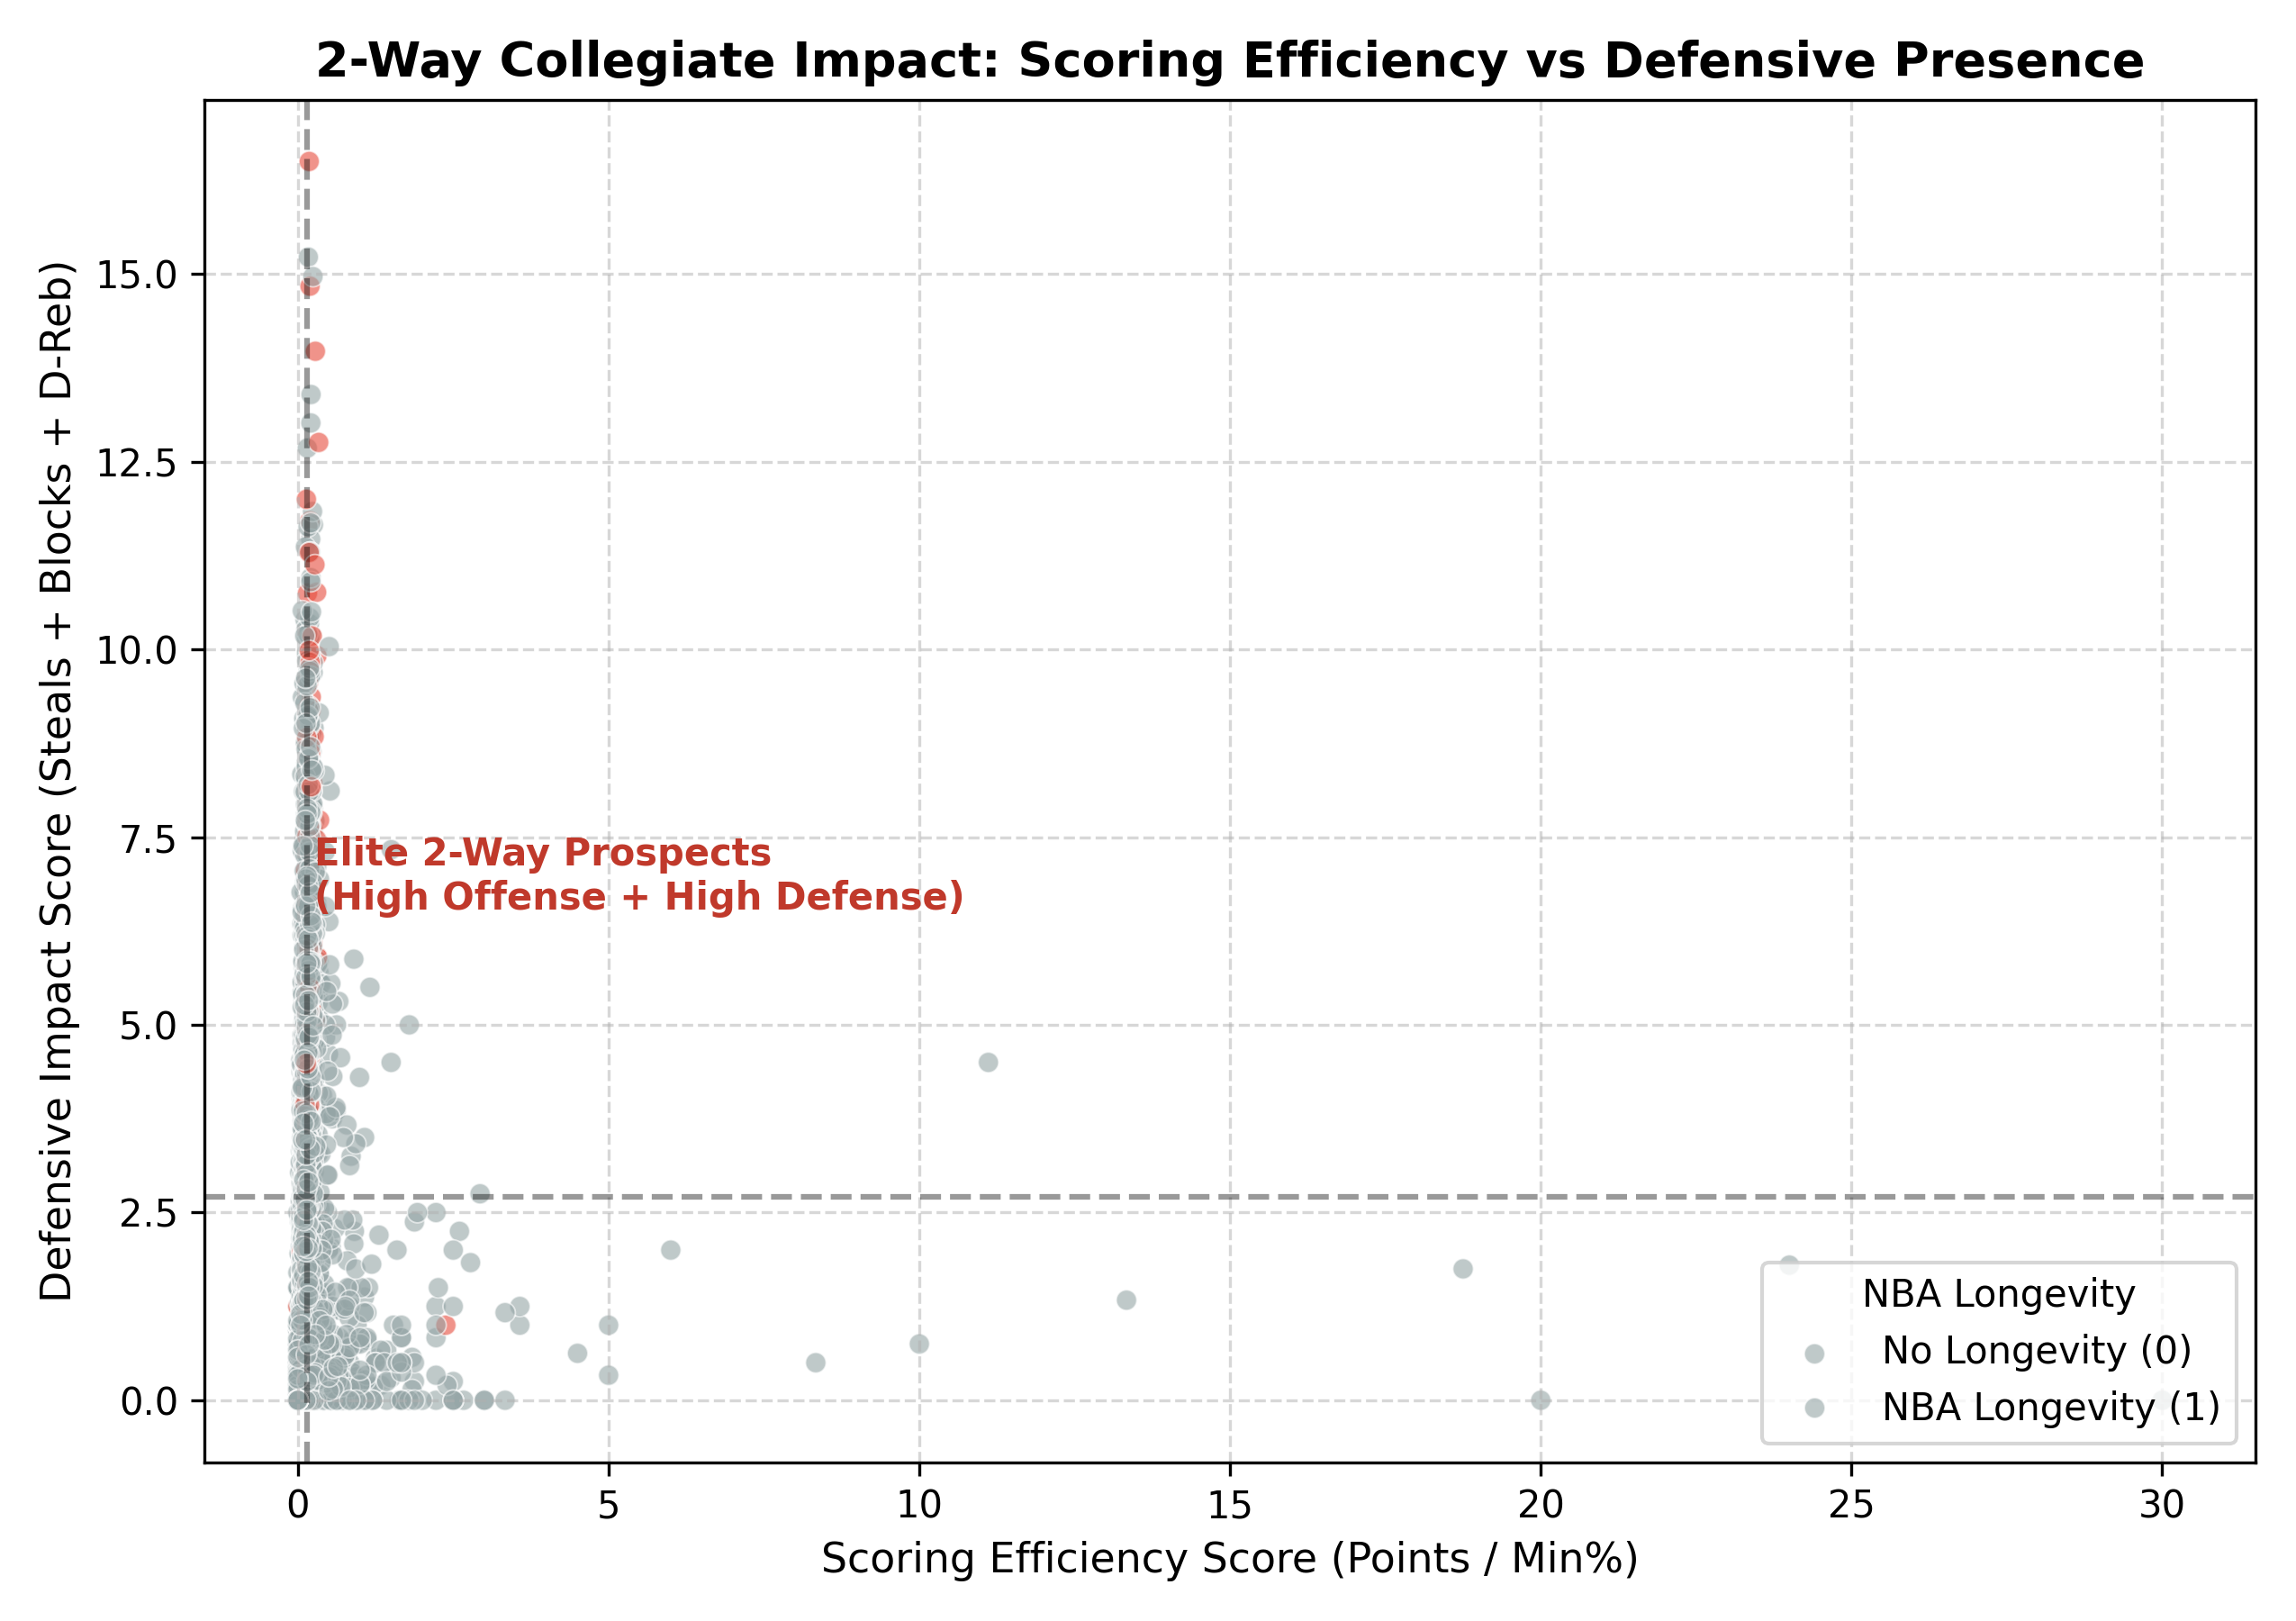 2-Way Collegiate Impact: Scoring Efficiency vs Defensive Presence
Defensive Impact Score (Steals + Blocks + D-Reb)
15.0
12.5
10.0
7.5
5.0
2.5
0.0
Elite 2-Way Prospects
(High Offense + High Defense)
NBA Longevity
No Longevity (0)
NBA Longevity (1)
0
5
10
15
20
25
30
Scoring Efficiency Score (Points / Min%)